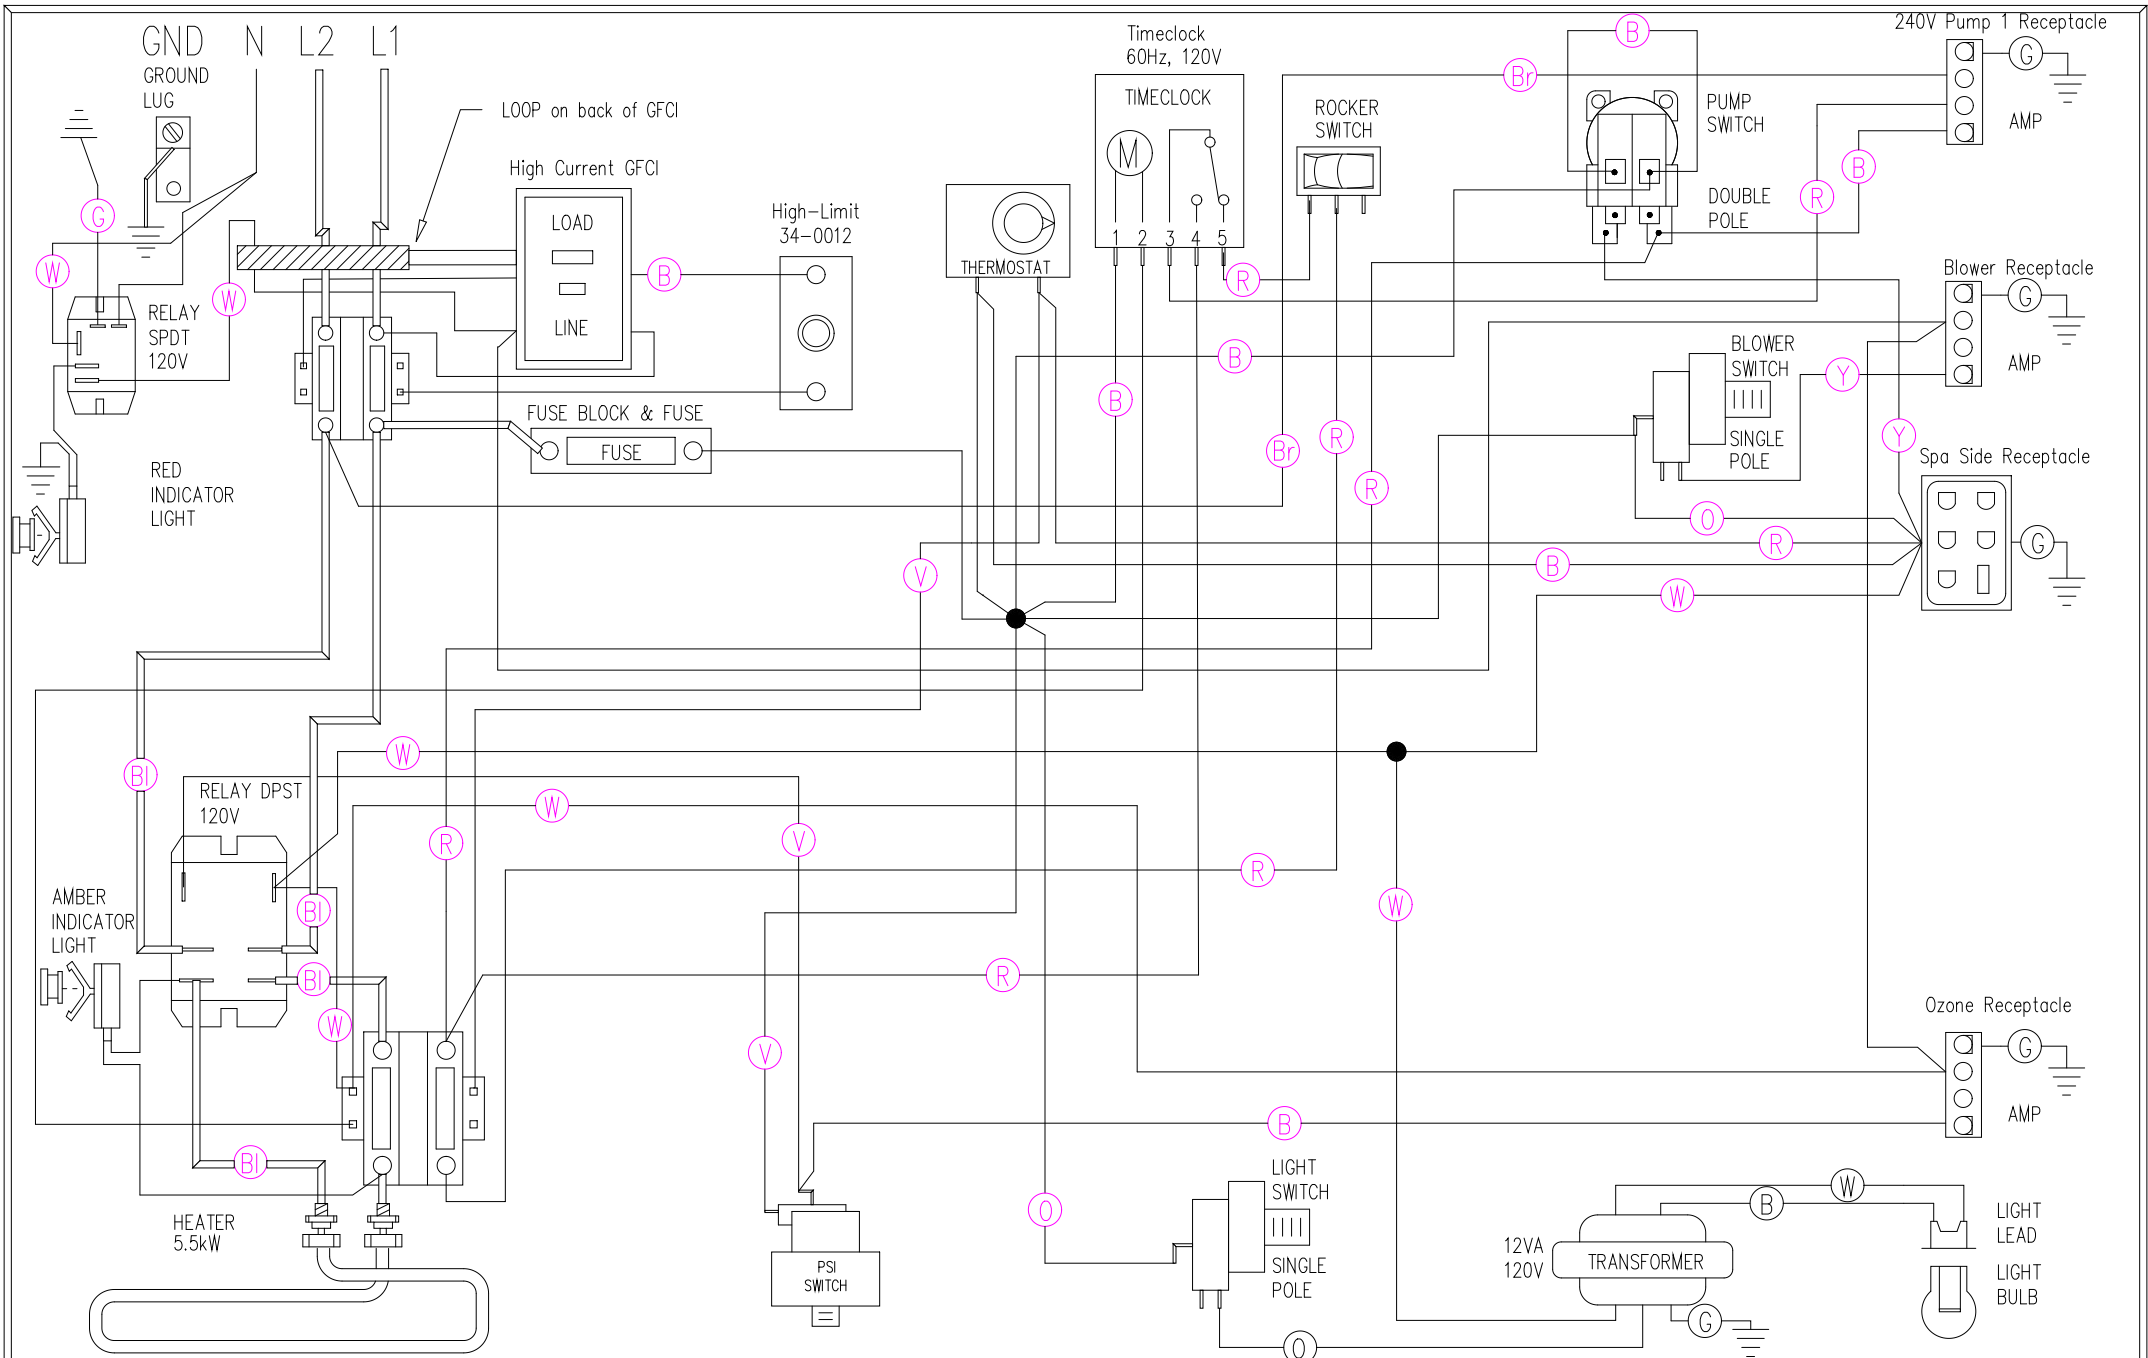 GND N L2 L1
GROUND
LUG
LOOP on back of GFCI
High Current GFCI
LOAD
LINE
High-Limit
34-0012
Timeclock
60Hz, 120V
TIMECLOCK
M
1 2 3 4 5
ROCKER
SWITCH
B
Br
PUMP
SWITCH
DOUBLE
POLE
240V Pump 1 Receptacle
G
AMP
B
R
G
W
W
RELAY
SPDT
120V
B
THERMOSTAT
R
B
B
Blower Receptacle
G
AMP
BLOWER
SWITCH
Y
SINGLE
POLE
FUSE BLOCK & FUSE
FUSE
RED
INDICATOR
LIGHT
Br
R
R
Y
Spa Side Receptacle
G
O
R
B
W
V
W
Bl
RELAY DPST
120V
W
V
R
R
W
Bl
AMBER
INDICATOR
LIGHT
Bl
R
W
V
Ozone Receptacle
G
AMP
B
Bl
HEATER
5.5kW
O
LIGHT
SWITCH
SINGLE
POLE
PSI
SWITCH
W
B
12VA
120V
TRANSFORMER
G
O
LIGHT
LEAD
LIGHT
BULB